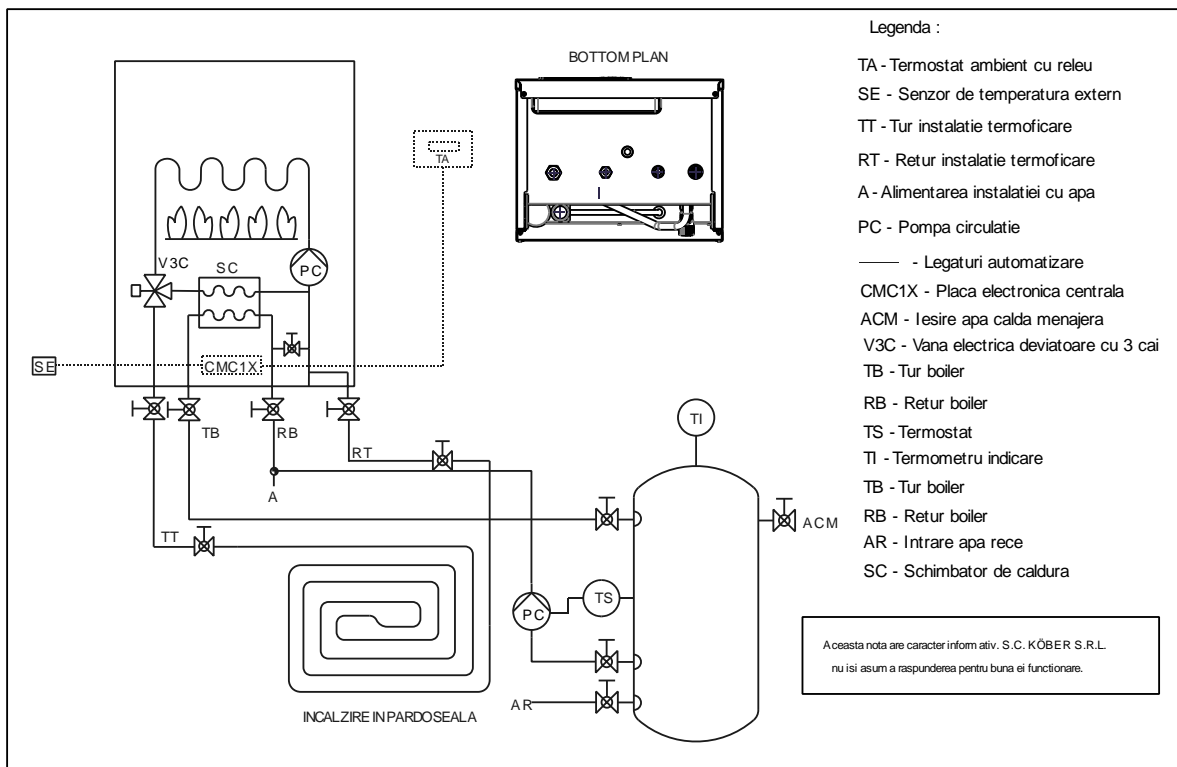 Legenda :
BOTTOM PLAN
TA - Termostat ambient cu releu
SE - Senzor de temperatura extern
TT - Tur instalatie termoficare
RT - Retur instalatie termoficare
A - Alimentarea instalatiei cu apa
PC - Pompa circulatie
- Legaturi automatizare
CMC1X - Placa electronica centrala
ACM - Iesire apa calda menajera
V3C - Vana electrica deviatoare cu 3 cai
TB - Tur boiler
RB - Retur boiler
TS - Termostat
TI - Termometru indicare
TB - Tur boiler
RB - Retur boiler
AR - Intrare apa rece
SC - Schimbator de caldura
TA
V3C
SC
PC
SE
CMC1X
TB
RB
RT
A
TI
ACM
TT
PC
TS
AR
INCALZIRE IN PARDOSEALA
Aceasta nota are caracter informativ. S.C. KÖBER S.R.L.
nu isi asuma raspunderea pentru buna ei functionare.